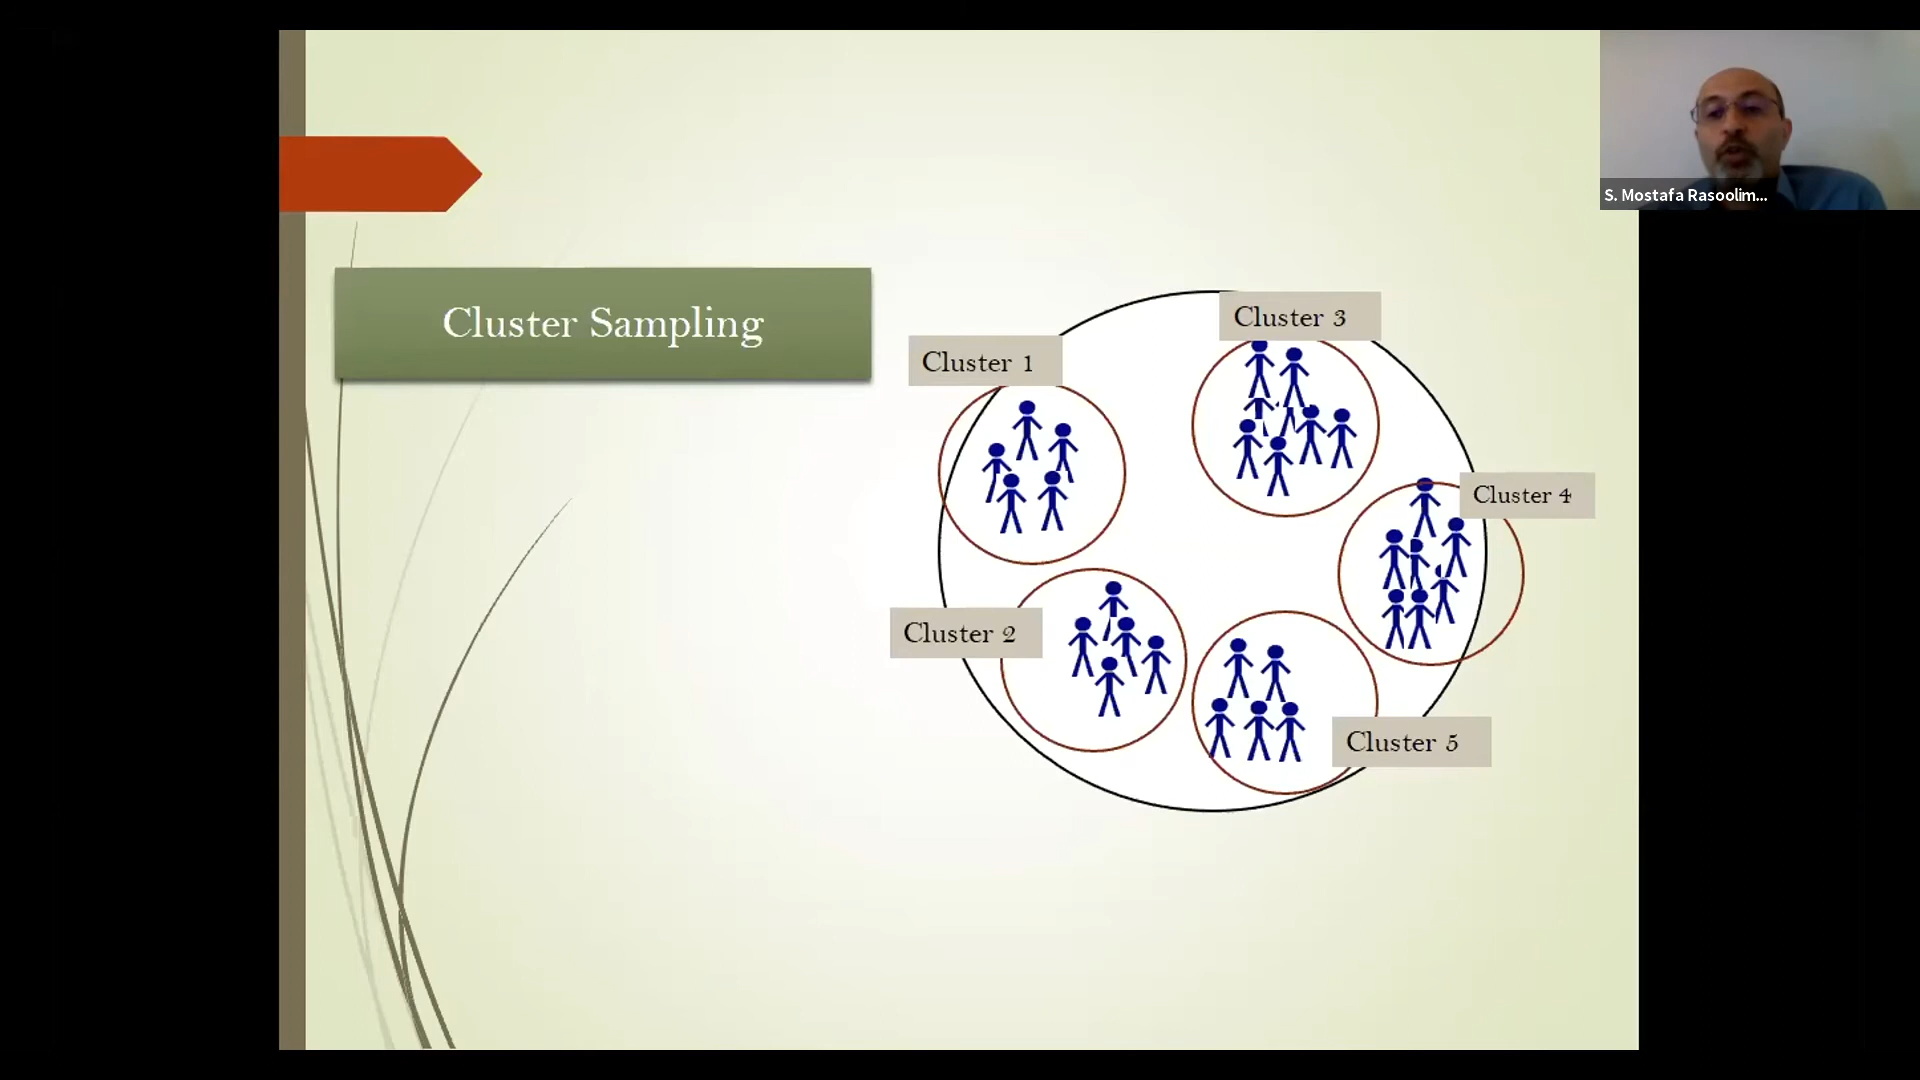 S. Mostafa Rasoolim...
Cluster Sampling
Cluster 3
Cluster 1
Cluster 4
Cluster 2
Cluster 5